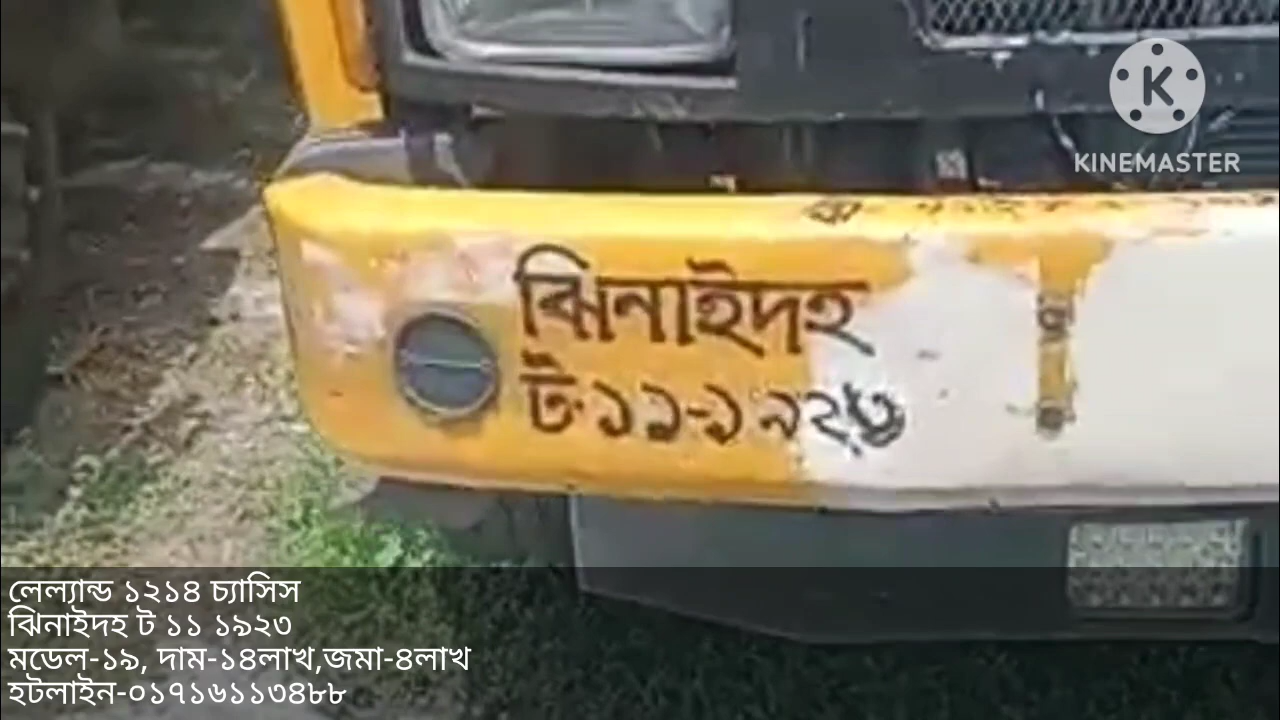 KINEMASTER
ঝিনাইদহ
ট-১১-১৯২৩
লেল্যান্ড ১২১৪ চ্যাসিস
ঝিনাইদহ ট ১১ ১৯২৩
মডেল-১৯, দাম-১৪লাখ,জমা-৪লাখ
হটলাইন-০১৭১৬১১৩৪৮৮